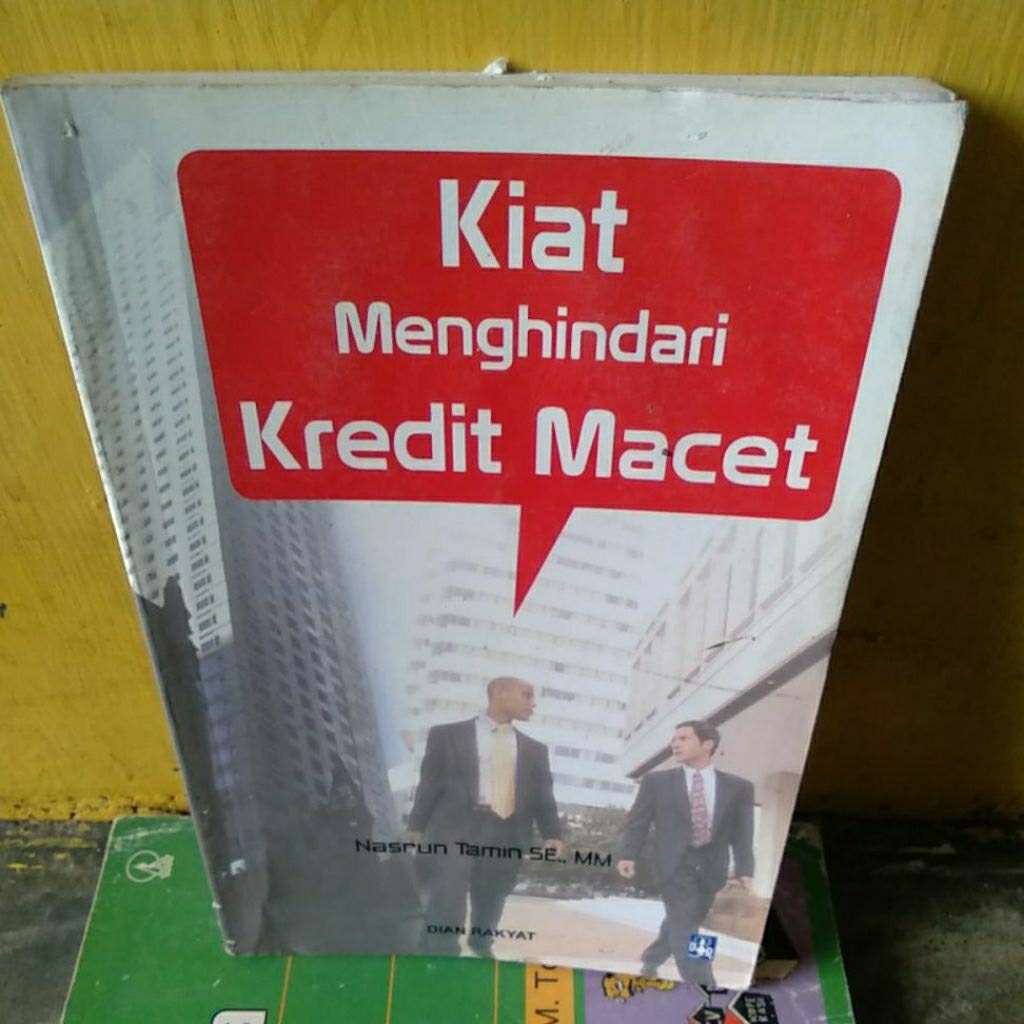 Kiat
Menghindari
Kredit Macet
Nasrun Tamin SE., MM
DIAN RAKYAT